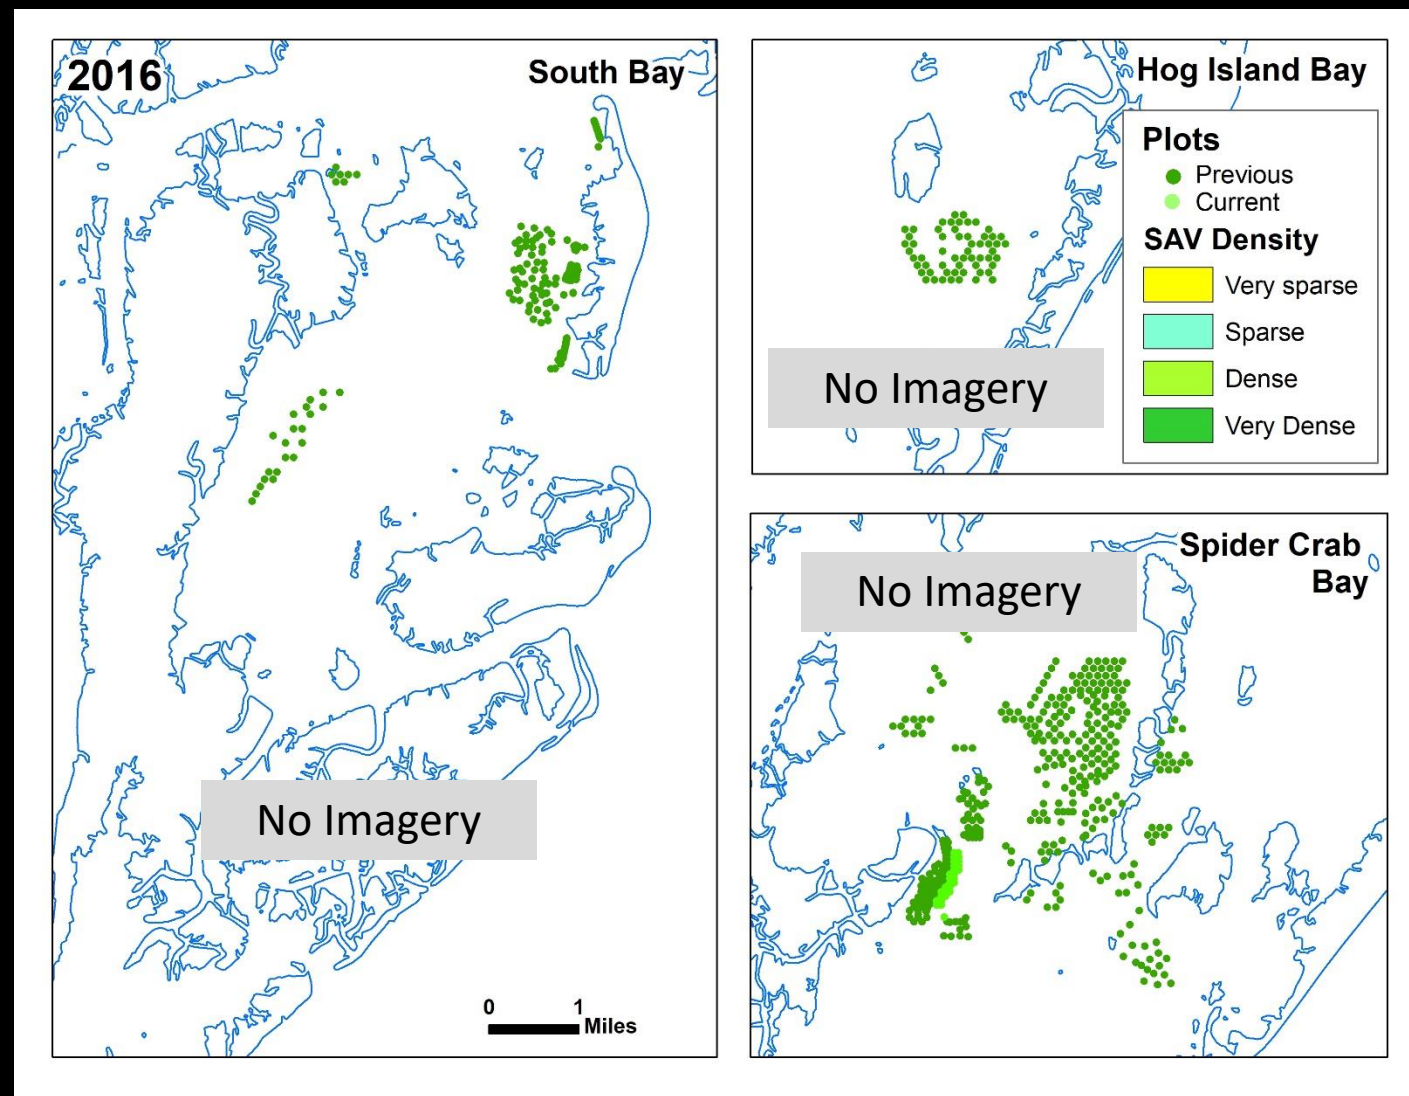 2016
South Bay
No Imagery
0 1
Miles
Hog Island Bay
Plots
Previous
Current
SAV Density
Very sparse
Sparse
Dense
Very Dense
No Imagery
Spider Crab
Bay
No Imagery